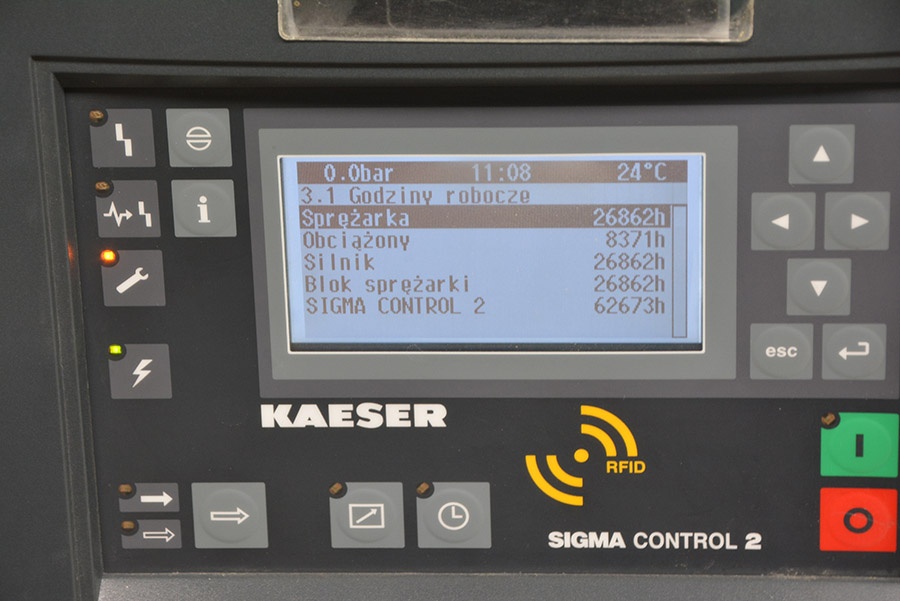 0.0bar 11:08 24°C
3.1 Godziny robocze
Sprężarka 26862h
Obciążony 8371h
Silnik 26862h
Blok sprężarki 26862h
SIGMA CONTROL 2 62673h
i
esc
KAESER
RFID
I
O
SIGMA CONTROL 2